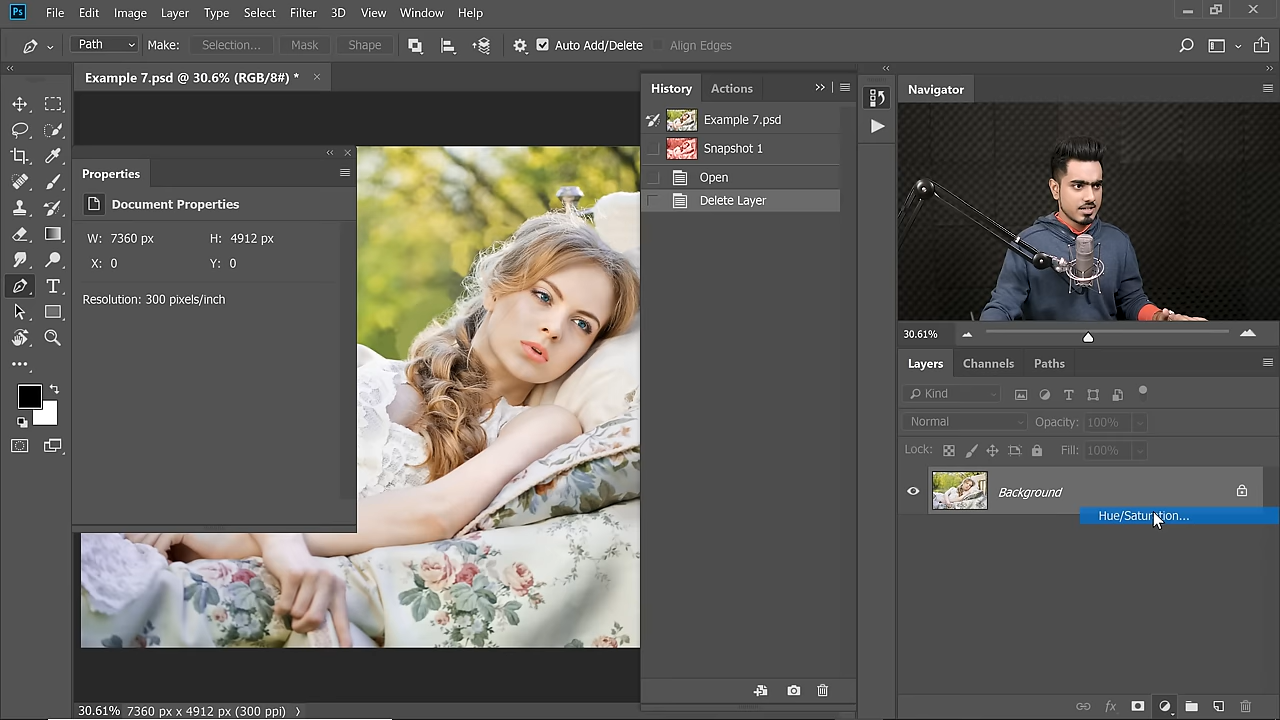 Ps File Edit Image Layer Type Select Filter 3D View Window Help
Path Make: Selection... Mask Shape Auto Add/Delete Align Edges
Example 7.psd @ 30.6% (RGB/8#) *
History Actions
Navigator
Example 7.psd
Snapshot 1
Open
Delete Layer
Properties
Document Properties
W: 7360 px H: 4912 px
X: 0 Y: 0
Resolution: 300 pixels/inch
30.61%
Layers Channels Paths
Kind
Normal Opacity: 100%
Lock: Fill: 100%
Background
Hue/Saturation...
30.61% 7360 px x 4912 px (300 ppi)
fx